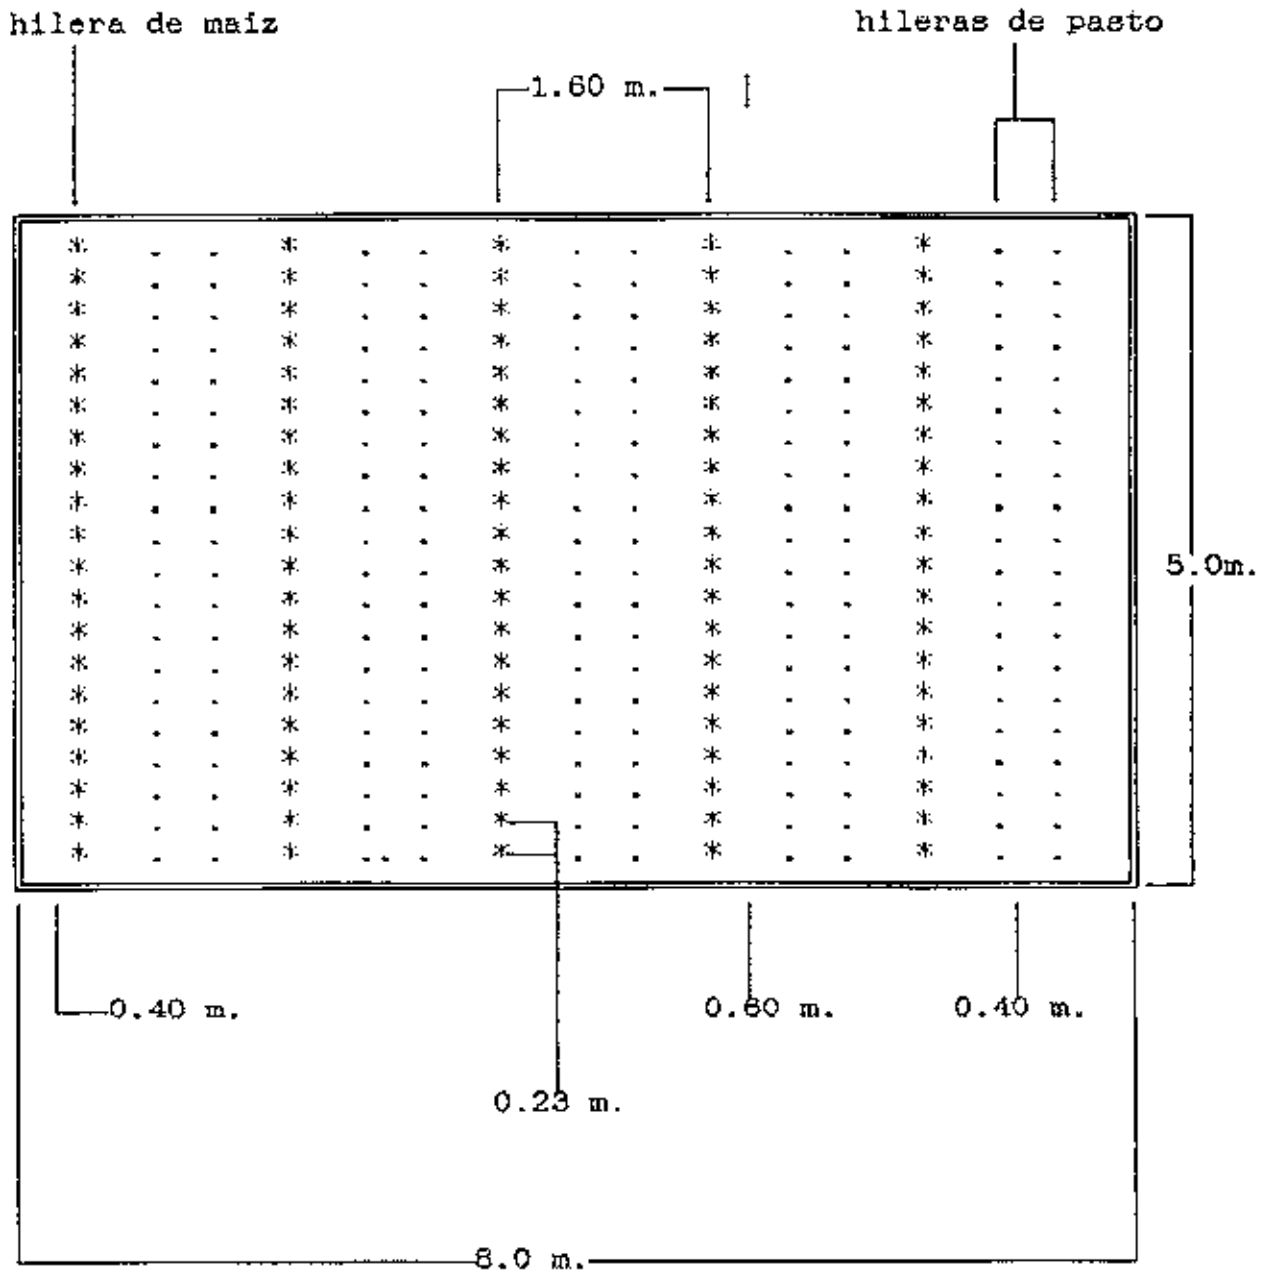 hilera de maiz
hileras de pasto
1.60 m.
5.0m.
0.40 m.
0.60 m.
0.40 m.
0.23 m.
8.0 m.